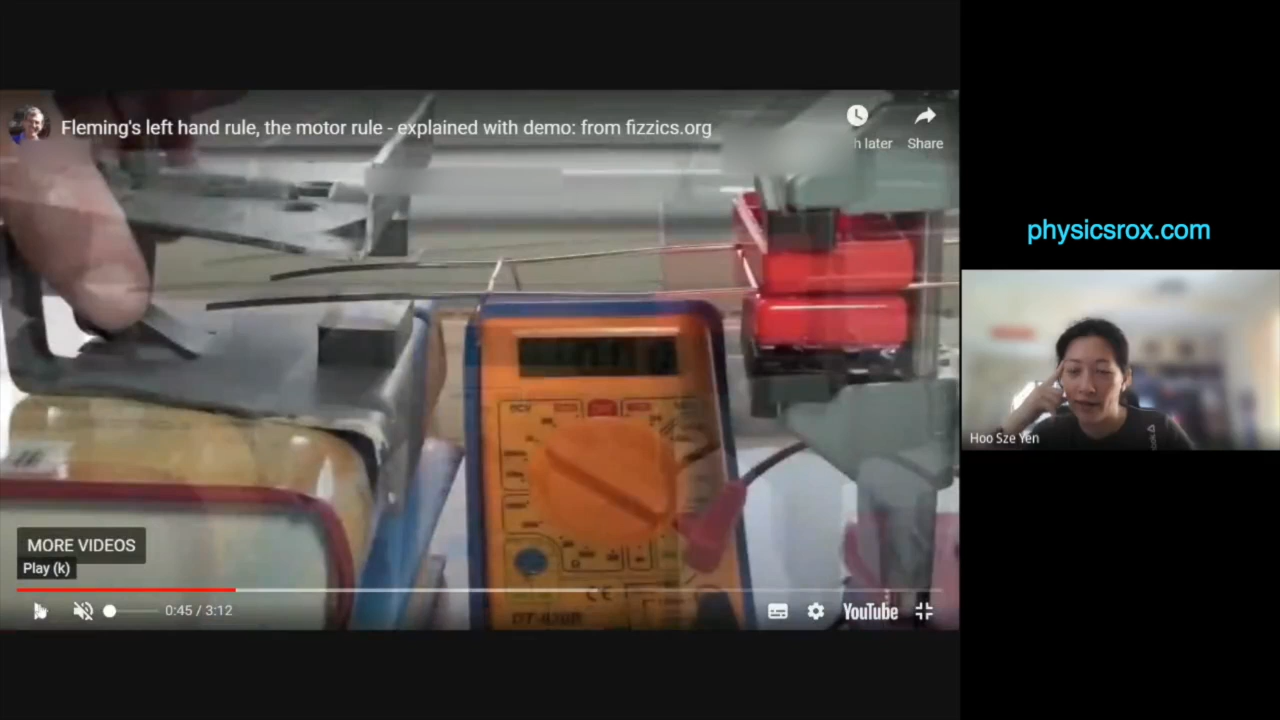 Fleming's left hand rule, the motor rule - explained with demo: from fizzics.org
h later
Share
physicsrox.com
Hoo Sze Yen
MORE VIDEOS
Play (k)
0:45 / 3:12
YouTube